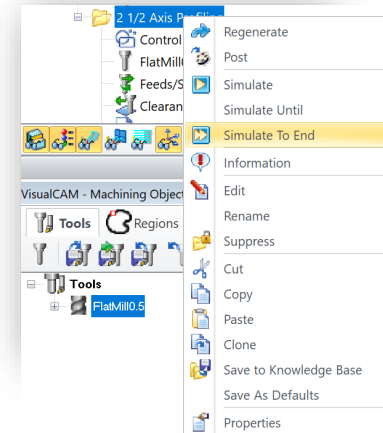 2 1/2 Axis Profiling
Control
FlatMill
Feeds/S
Clearan
VisualCAM - Machining Object
Tools
Regions
Tools
FlatMill0.5
Regenerate
Post
Simulate
Simulate Until
Simulate To End
Information
Edit
Rename
Suppress
Cut
Copy
Paste
Clone
Save to Knowledge Base
Save As Defaults
Properties